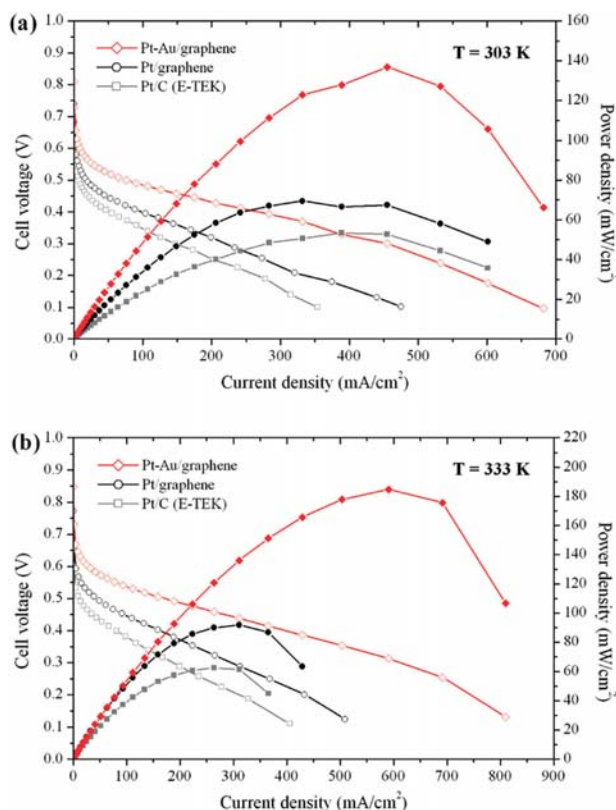 (a)
T = 303 K
Pt-Au/graphene
Pt/graphene
Pt/C (E-TEK)
Cell voltage (V)
1.0
0.9
0.8
0.7
0.6
0.5
0.4
0.3
0.2
0.1
0.0
160
140
120
100
80
60
40
20
0
Power density (mW/cm²)
0 100 200 300 400 500 600 700
Current density (mA/cm²)
(b)
T = 333 K
Pt-Au/graphene
Pt/graphene
Pt/C (E-TEK)
Cell voltage (V)
1.0
0.9
0.8
0.7
0.6
0.5
0.4
0.3
0.2
0.1
0.0
220
200
180
160
140
120
100
80
60
40
20
0
Power density (mW/cm²)
0 100 200 300 400 500 600 700 800 900
Current density (mA/cm²)